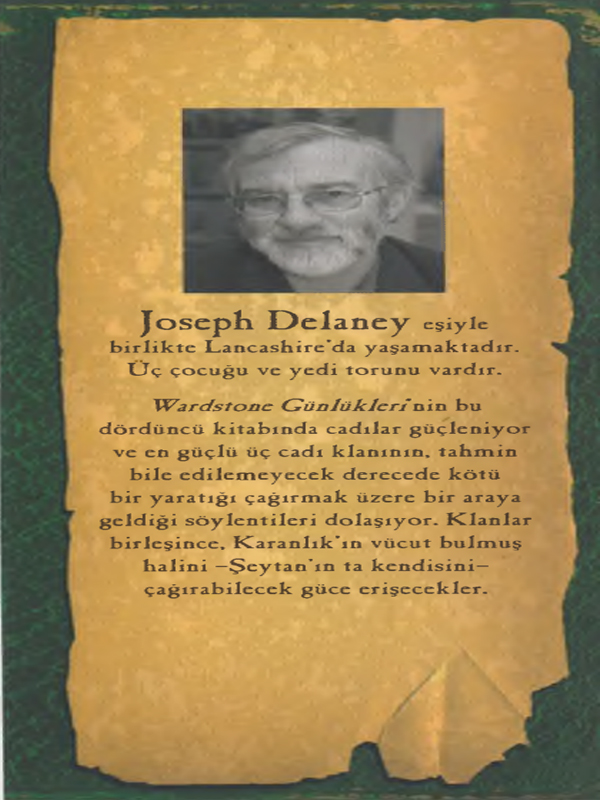 Joseph Delaney eşiyle
birlikte Lancashire'da yaşamaktadır.
Üç çocuğu ve yedi torunu vardır.
Wardstone Günlükleri'nin bu
dördüncü kitabında cadılar güçleniyor
ve en güçlü üç cadı klanının, tahmin
bile edilemeyecek derecede kötü
bir yaratığı çağırmak üzere bir araya
geldiği söylentileri dolaşıyor. Klanlar
birleşince, Karanlık'ın vücut bulmuş
halini –Şeytan'ın ta kendisini–
çağırabilecek güce erişecekler.